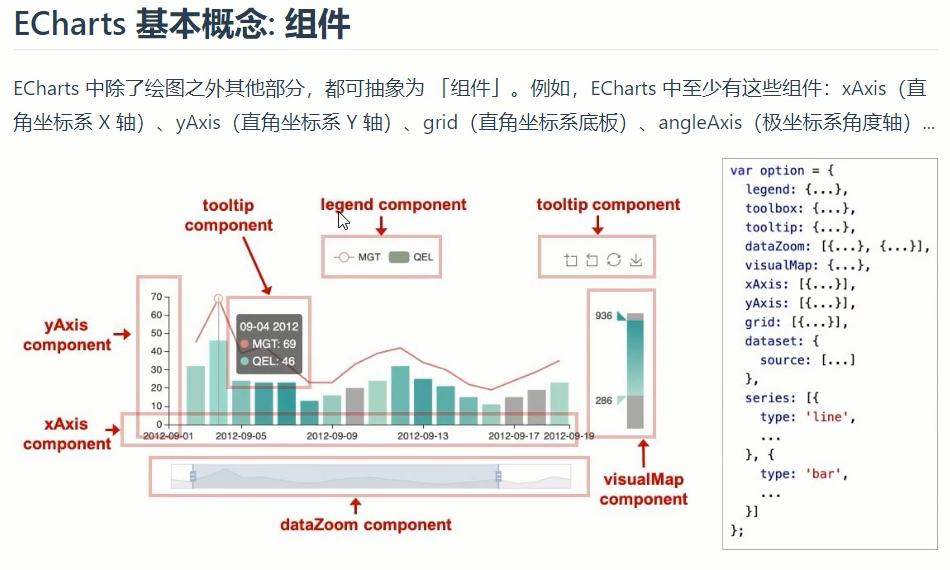 ECharts 基本概念: 组件
ECharts 中除了绘图之外其他部分，都可抽象为 「组件」。例如，ECharts 中至少有这些组件：xAxis（直
角坐标系 X 轴）、yAxis（直角坐标系 Y 轴）、grid（直角坐标系底板）、angleAxis（极坐标系角度轴）...
tooltip
component
legend component
tooltip component
MGT QEL
yAxis
component
70
60
50
40
30
20
10
0
09-04 2012
MGT: 69
QEL: 46
936
286
xAxis
component
2012-09-01 2012-09-05 2012-09-09 2012-09-13 2012-09-17 2012-09-19
visualMap
component
dataZoom component
var option = {
legend: {...},
toolbox: {...},
tooltip: {...},
dataZoom: [{...}, {...}],
visualMap: {...},
xAxis: [{...}],
yAxis: [{...}],
grid: [{...}],
dataset: {
source: [...]
},
series: [{
type: 'line',
...
}, {
type: 'bar',
...
}]
};